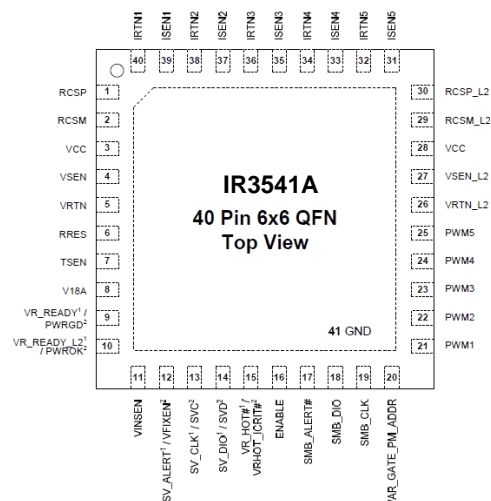 IRTN1
ISEN1
IRTN2
ISEN2
IRTN3
ISEN3
IRTN4
ISEN4
IRTN5
ISEN5
40
39
38
37
36
35
34
33
32
31
RCSP 1
RCSM 2
VCC 3
VSEN 4
VRTN 5
RRES 6
TSEN 7
V18A 8
VR_READY¹ /
PWRGD² 9
VR_READY_L2¹
/ PWROK² 10
IR3541A
40 Pin 6x6 QFN
Top View
41 GND
30 RCSP_L2
29 RCSM_L2
28 VCC
27 VSEN_L2
26 VRTN_L2
25 PWM5
24 PWM4
23 PWM3
22 PWM2
21 PWM1
11
12
13
14
15
16
17
18
19
20
VINSEN
SV_ALERT¹ / VFIXEN²
SV_CLK¹ / SVC²
SV_DIO¹ / SVD²
VR_HOT#¹ /
VRHOT_ICRIT#²
ENABLE
SMB_ALERT#
SMB_DIO
SMB_CLK
VAR_GATE_PM_ADDR